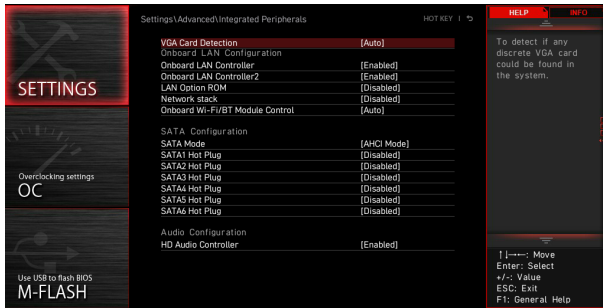 Settings\Advanced\Integrated Peripherals
HOT KEY | ⮌
HELP
INFO
VGA Card Detection [Auto]
Onboard LAN Configuration
Onboard LAN Controller [Enabled]
Onboard LAN Controller2 [Enabled]
LAN Option ROM [Disabled]
Network stack [Disabled]
Onboard Wi-Fi/BT Module Control [Auto]
SATA Configuration
SATA Mode [AHCI Mode]
SATA1 Hot Plug [Disabled]
SATA2 Hot Plug [Disabled]
SATA3 Hot Plug [Disabled]
SATA4 Hot Plug [Disabled]
SATA5 Hot Plug [Disabled]
SATA6 Hot Plug [Disabled]
Audio Configuration
HD Audio Controller [Enabled]
SETTINGS
Overclocking settings
OC
Use USB to flash BIOS
M-FLASH
To detect if any
discrete VGA card
could be found in
the system.
↑↓→←: Move
Enter: Select
+/-: Value
ESC: Exit
F1: General Help